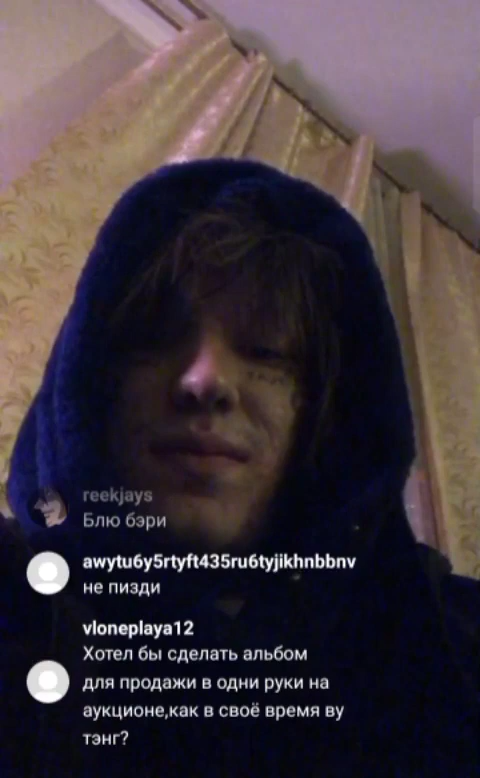 reekjays
Блю бэри
awytu6y5rtyft435ru6tyjikhnbbnv
не пизди
vloneplaya12
Хотел бы сделать альбом
для продажи в одни руки на
аукционе,как в своё время ву
тэнг?